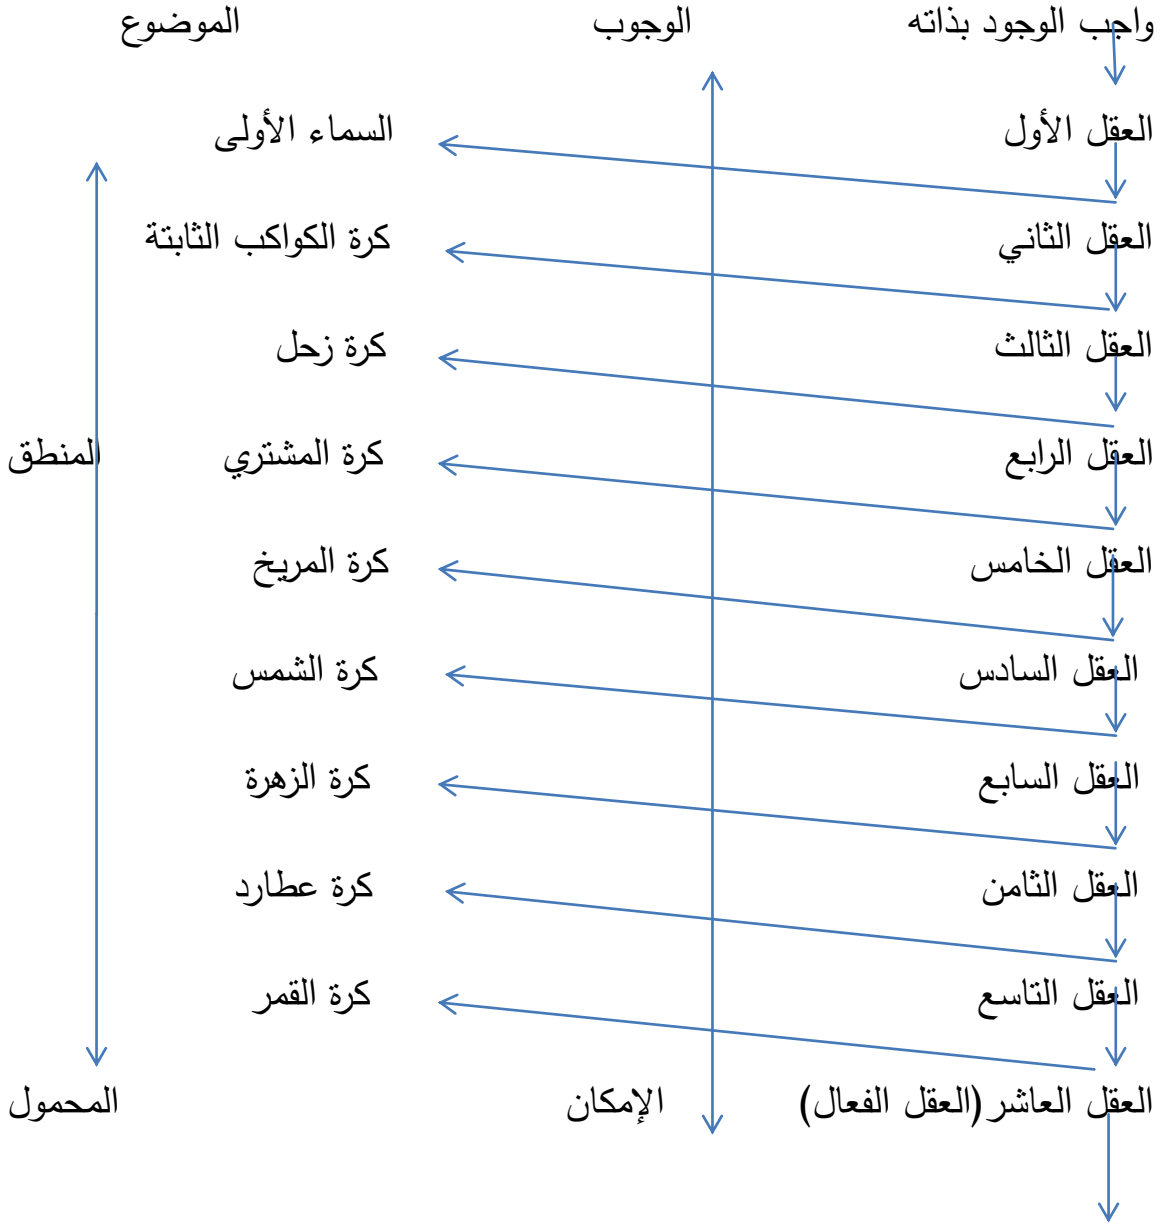 واجب الوجود بذاته الوجوب الموضوع
العقل الأول السماء الأولى
العقل الثاني كرة الكواكب الثابتة
العقل الثالث كرة زحل
العقل الرابع كرة المشتري المنطق
العقل الخامس كرة المريخ
العقل السادس كرة الشمس
العقل السابع كرة الزهرة
العقل الثامن كرة عطارد
العقل التاسع كرة القمر
العقل العاشر (العقل الفعال) الإمكان المحمول